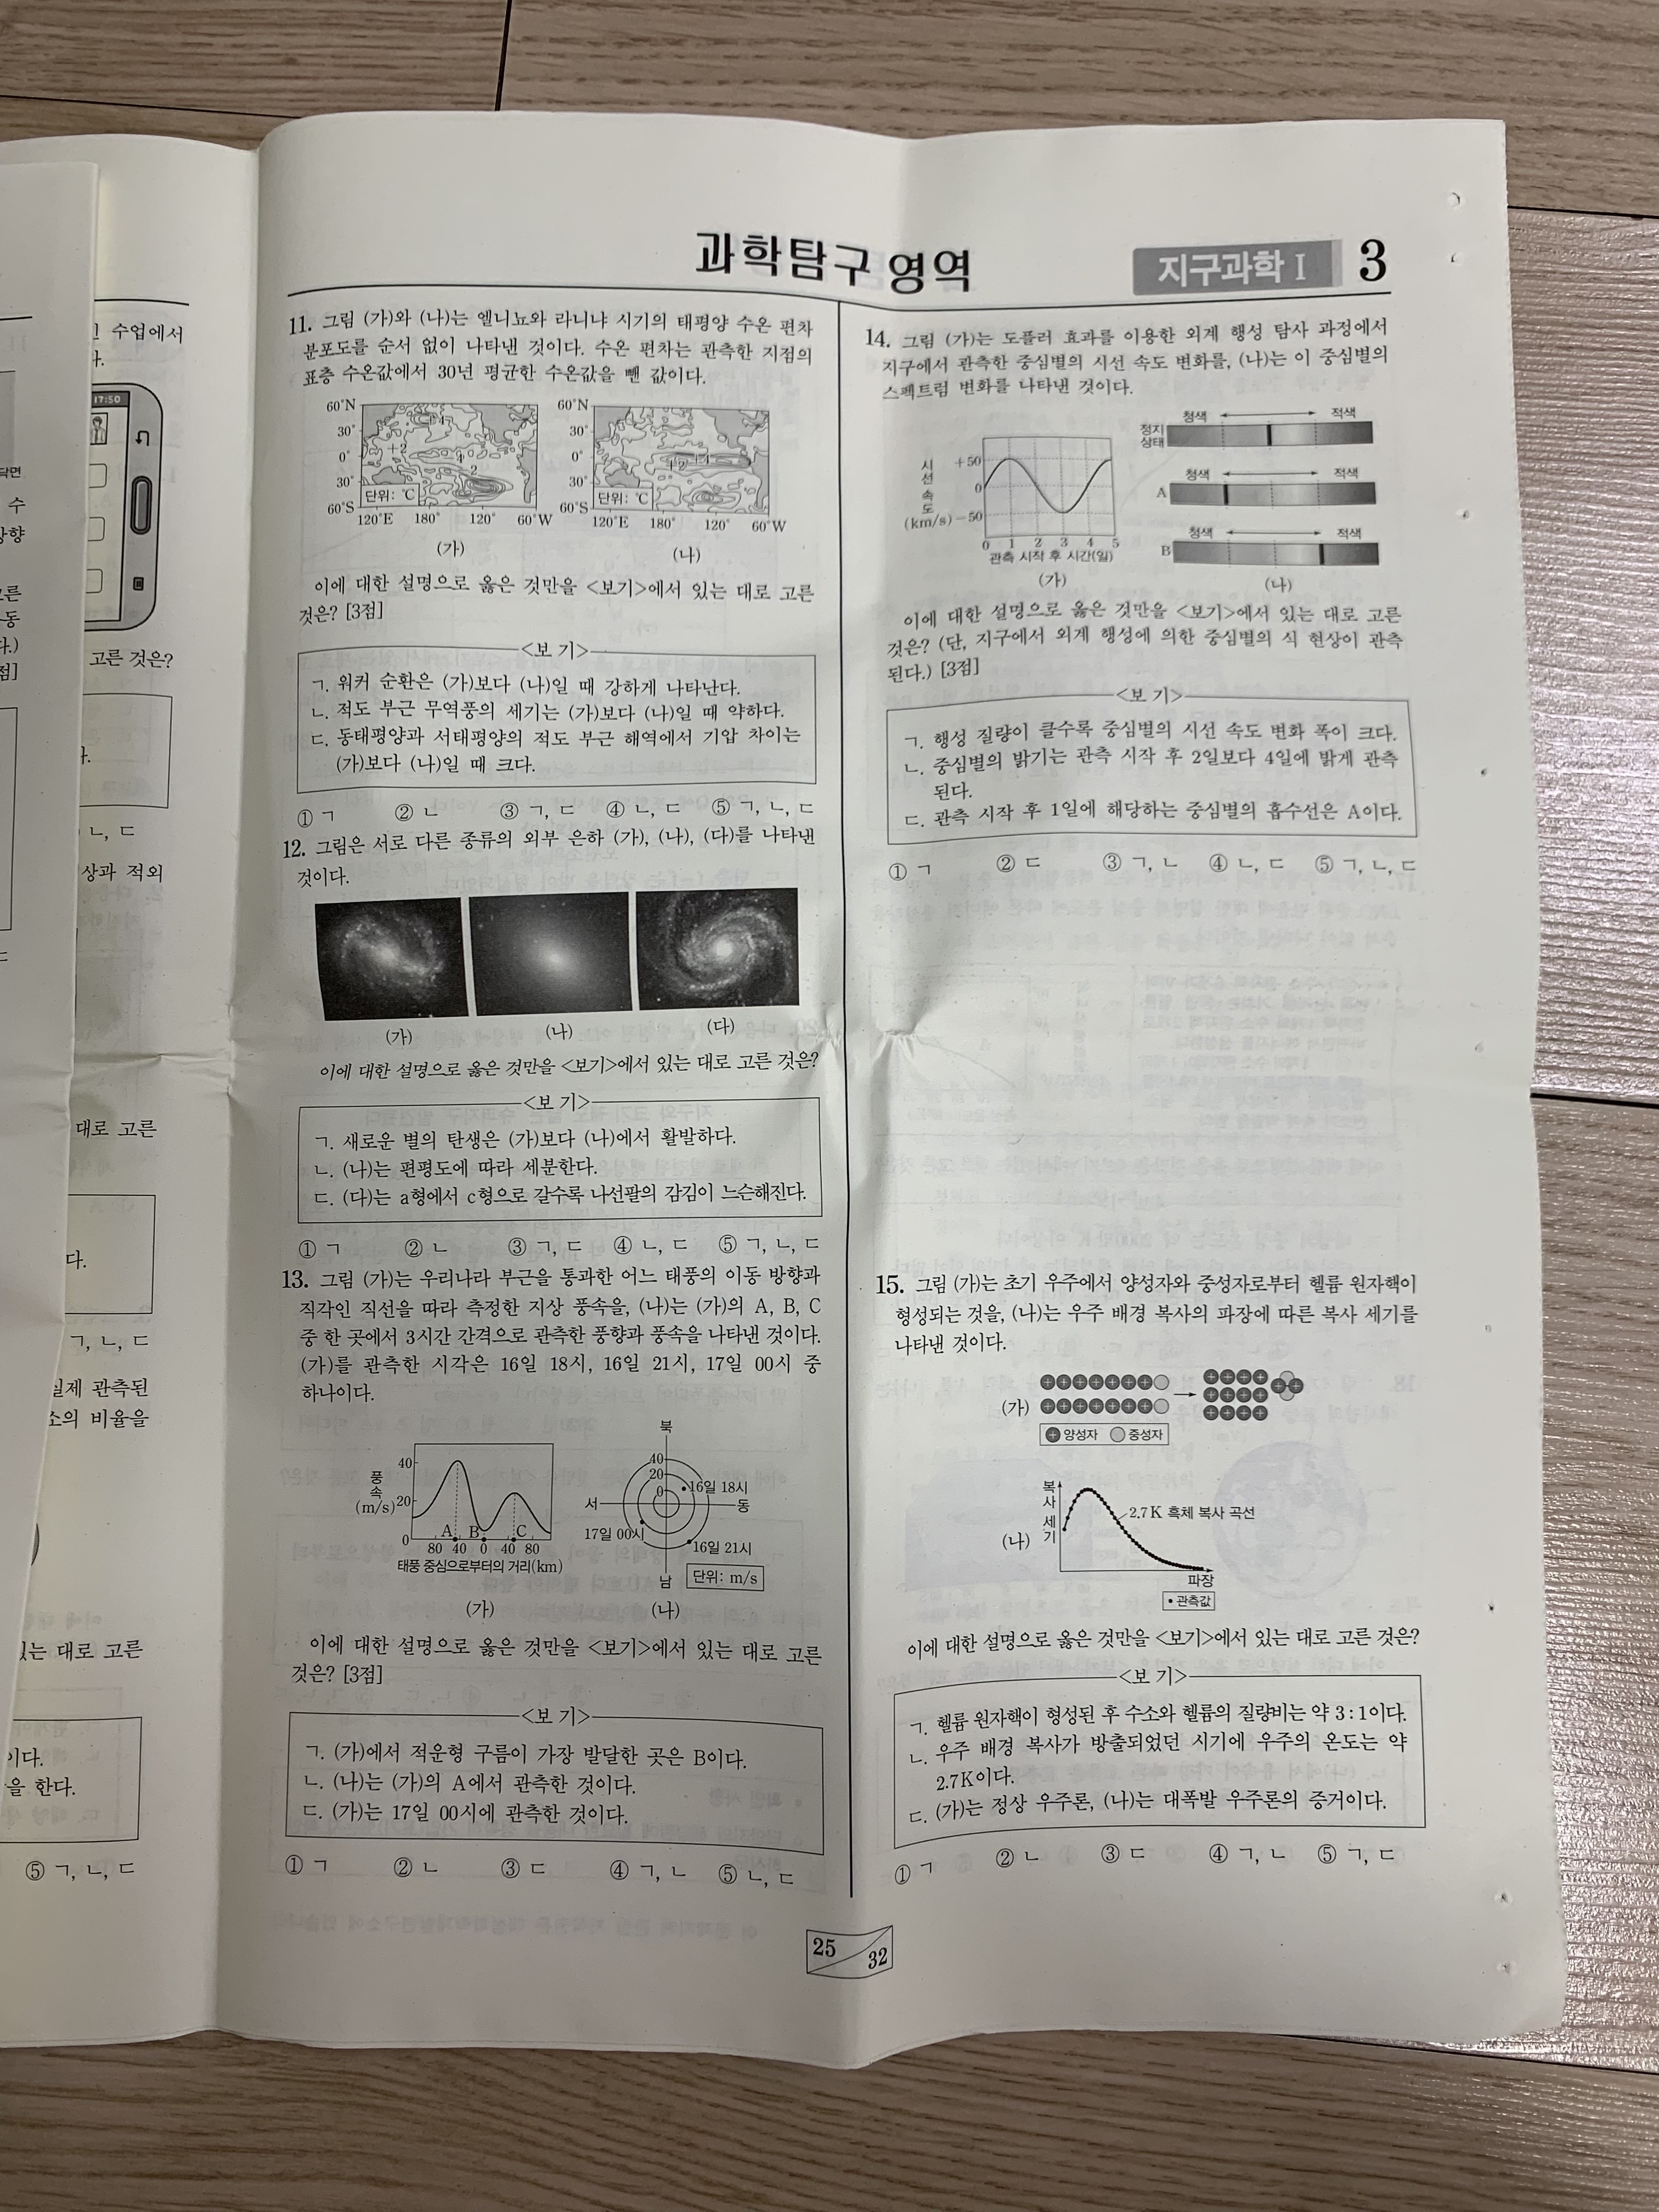 과학탐구 영역
지구과학 I
3
11. 그림 (가)와 (나)는 엘니뇨와 라니냐 시기의 태평양 수온 편차
분포도를 순서 없이 나타낸 것이다. 수온 편차는 관측한 지점의
표층 수온값에서 30년 평균한 수온값을 뺀 값이다.
60°N 30° 0° 30° 60°S
단위: ℃
120°E 180° 120° 60°W
(가)
60°N 30° 0° 30° 60°S
단위: ℃
120°E 180° 120° 60°W
(나)
이에 대한 설명으로 옳은 것만을 <보기>에서 있는 대로 고른
것은? [3점]
<보 기>
ㄱ. 워커 순환은 (가)보다 (나)일 때 강하게 나타난다.
ㄴ. 적도 부근 무역풍의 세기는 (가)보다 (나)일 때 약하다.
ㄷ. 동태평양과 서태평양의 적도 부근 해역에서 기압 차이는
(가)보다 (나)일 때 크다.
① ㄱ ② ㄴ ③ ㄱ, ㄷ ④ ㄴ, ㄷ ⑤ ㄱ, ㄴ, ㄷ
12. 그림은 서로 다른 종류의 외부 은하 (가), (나), (다)를 나타낸
것이다.
(가) (나) (다)
이에 대한 설명으로 옳은 것만을 <보기>에서 있는 대로 고른 것은?
<보 기>
ㄱ. 새로운 별의 탄생은 (가)보다 (나)에서 활발하다.
ㄴ. (나)는 편평도에 따라 세분한다.
ㄷ. (다)는 a형에서 c형으로 갈수록 나선팔의 감김이 느슨해진다.
① ㄱ ② ㄴ ③ ㄱ, ㄷ ④ ㄴ, ㄷ ⑤ ㄱ, ㄴ, ㄷ
13. 그림 (가)는 우리나라 부근을 통과한 어느 태풍의 이동 방향과
직각인 직선을 따라 측정한 지상 풍속을, (나)는 (가)의 A, B, C
중 한 곳에서 3시간 간격으로 관측한 풍향과 풍속을 나타낸 것이다.
(가)를 관측한 시각은 16일 18시, 16일 21시, 17일 00시 중
하나이다.
풍속 (m/s)
40 20 0
A B C
80 40 0 40 80
태풍 중심으로부터의 거리(km)
(가)
북
40
20
0
16일 18시
서 동
17일 00시
16일 21시
남
단위: m/s
(나)
이에 대한 설명으로 옳은 것만을 <보기>에서 있는 대로 고른
것은? [3점]
<보 기>
ㄱ. (가)에서 적운형 구름이 가장 발달한 곳은 B이다.
ㄴ. (나)는 (가)의 A에서 관측한 것이다.
ㄷ. (가)는 17일 00시에 관측한 것이다.
① ㄱ ② ㄴ ③ ㄷ ④ ㄱ, ㄴ ⑤ ㄴ, ㄷ
14. 그림 (가)는 도플러 효과를 이용한 외계 행성 탐사 과정에서
지구에서 관측한 중심별의 시선 속도 변화를, (나)는 이 중심별의
스펙트럼 변화를 나타낸 것이다.
시선 속도 (km/s)
+50 0 −50
0 1 2 3 4 5
관측 시작 후 시간(일)
(가)
청색 적색
정지 상태
청색 적색
A
청색 적색
B
(나)
이에 대한 설명으로 옳은 것만을 <보기>에서 있는 대로 고른
것은? (단, 지구에서 외계 행성에 의한 중심별의 식 현상이 관측
된다.) [3점]
<보 기>
ㄱ. 행성 질량이 클수록 중심별의 시선 속도 변화 폭이 크다.
ㄴ. 중심별의 밝기는 관측 시작 후 2일보다 4일에 밝게 관측
된다.
ㄷ. 관측 시작 후 1일에 해당하는 중심별의 흡수선은 A이다.
① ㄱ ② ㄷ ③ ㄱ, ㄴ ④ ㄴ, ㄷ ⑤ ㄱ, ㄴ, ㄷ
15. 그림 (가)는 초기 우주에서 양성자와 중성자로부터 헬륨 원자핵이
형성되는 것을, (나)는 우주 배경 복사의 파장에 따른 복사 세기를
나타낸 것이다.
(가)
양성자 중성자
(나)
복사 세기
2.7K 흑체 복사 곡선
파장
• 관측값
이에 대한 설명으로 옳은 것만을 <보기>에서 있는 대로 고른 것은?
<보 기>
ㄱ. 헬륨 원자핵이 형성된 후 수소와 헬륨의 질량비는 약 3 : 1이다.
ㄴ. 우주 배경 복사가 방출되었던 시기에 우주의 온도는 약
2.7K이다.
ㄷ. (가)는 정상 우주론, (나)는 대폭발 우주론의 증거이다.
① ㄱ ② ㄴ ③ ㄷ ④ ㄱ, ㄴ ⑤ ㄱ, ㄷ
25
32